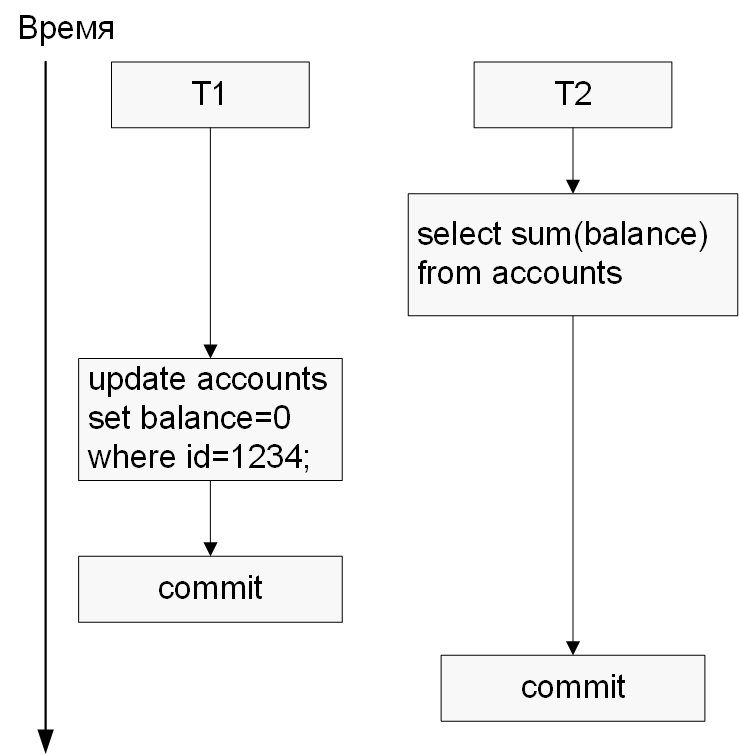 Время
T1
T2
select sum(balance)
from accounts
update accounts
set balance=0
where id=1234;
commit
commit